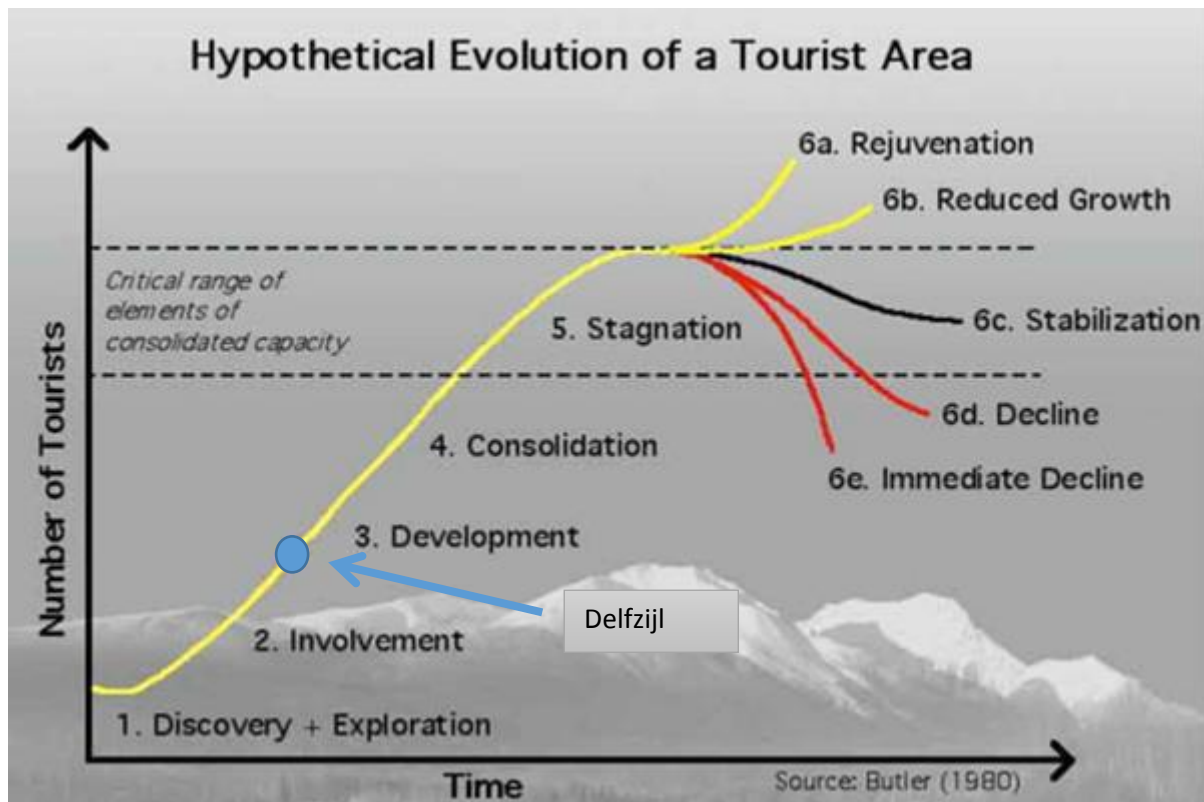 Hypothetical Evolution of a Tourist Area
6a. Rejuvenation
6b. Reduced Growth
Critical range of
elements of
consolidated capacity
5. Stagnation
6c. Stabilization
6d. Decline
4. Consolidation
6e. Immediate Decline
3. Development
Delfzijl
2. Involvement
1. Discovery + Exploration
Number of Tourists
Time
Source: Butler (1980)